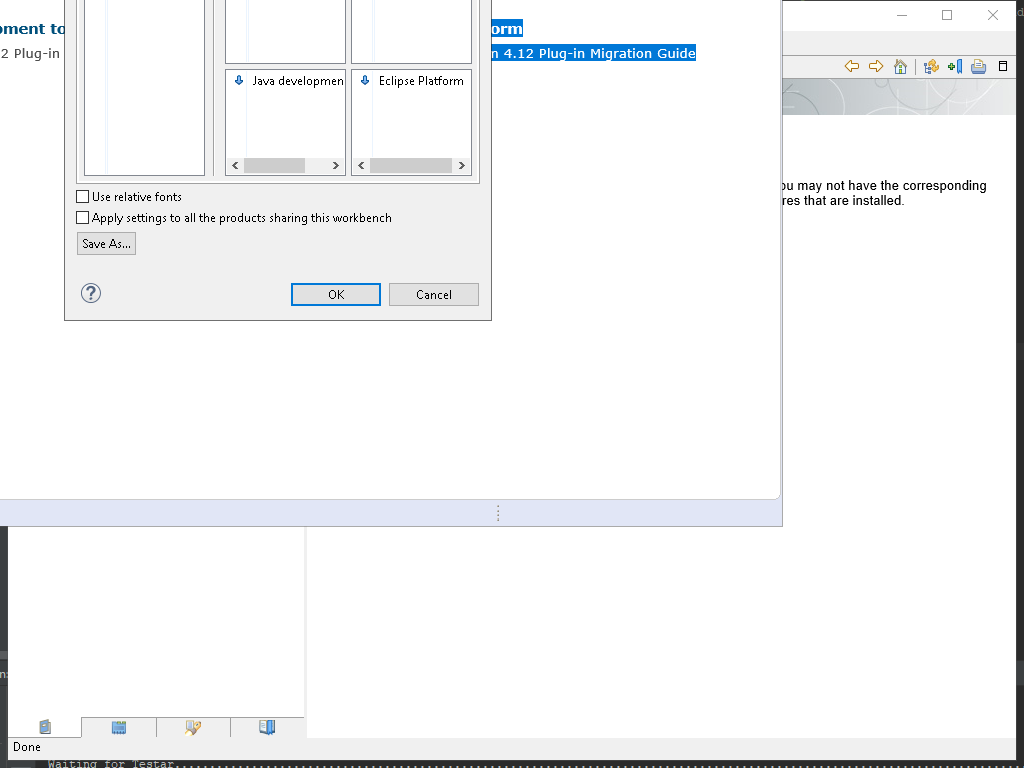 pment to
orm
2 Plug-in
n 4.12 Plug-in Migration Guide
Java developmen
Eclipse Platform
ou may not have the corresponding
res that are installed.
Use relative fonts
Apply settings to all the products sharing this workbench
Save As...
OK
Cancel
Done
Waiting for Testar